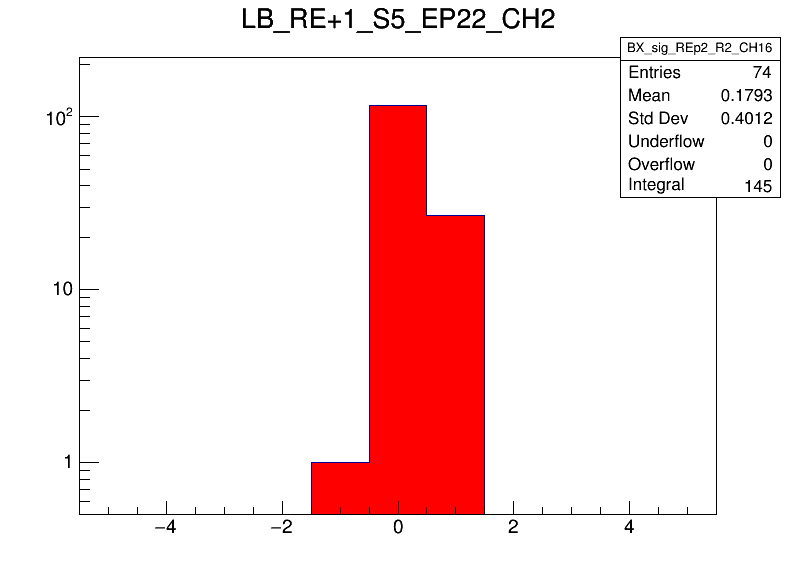 LB_RE+1_S5_EP22_CH2
BX_sig_REp2_R2_CH16
Entries 74
Mean 0.1793
Std Dev 0.4012
Underflow 0
Overflow 0
Integral 145
10²
10
1
−4 −2 0 2 4